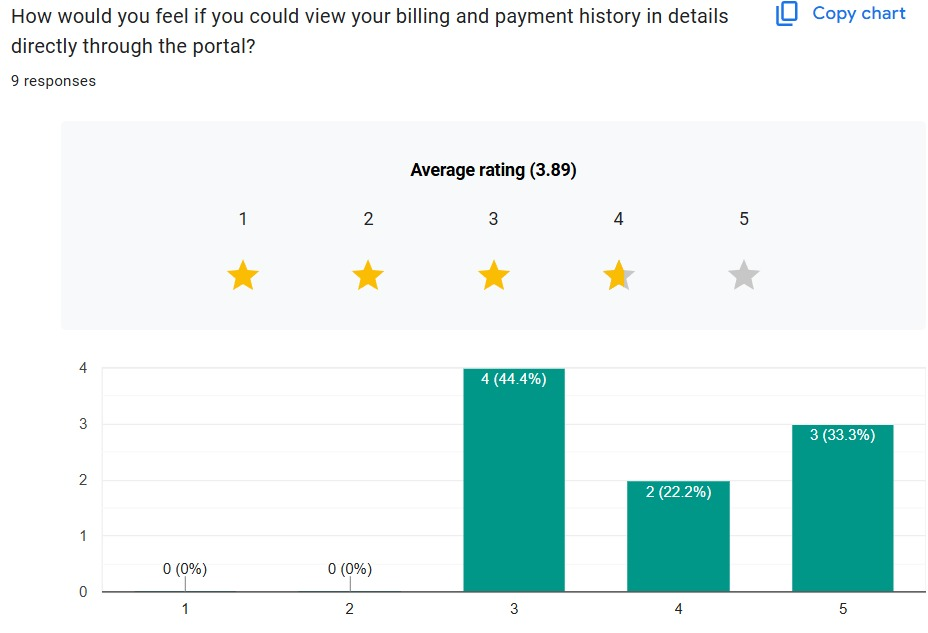 How would you feel if you could view your billing and payment history in details
directly through the portal?
Copy chart
9 responses
Average rating (3.89)
1 2 3 4 5
4
3
2
1
0
0 (0%) 0 (0%) 4 (44.4%) 2 (22.2%) 3 (33.3%)
1 2 3 4 5